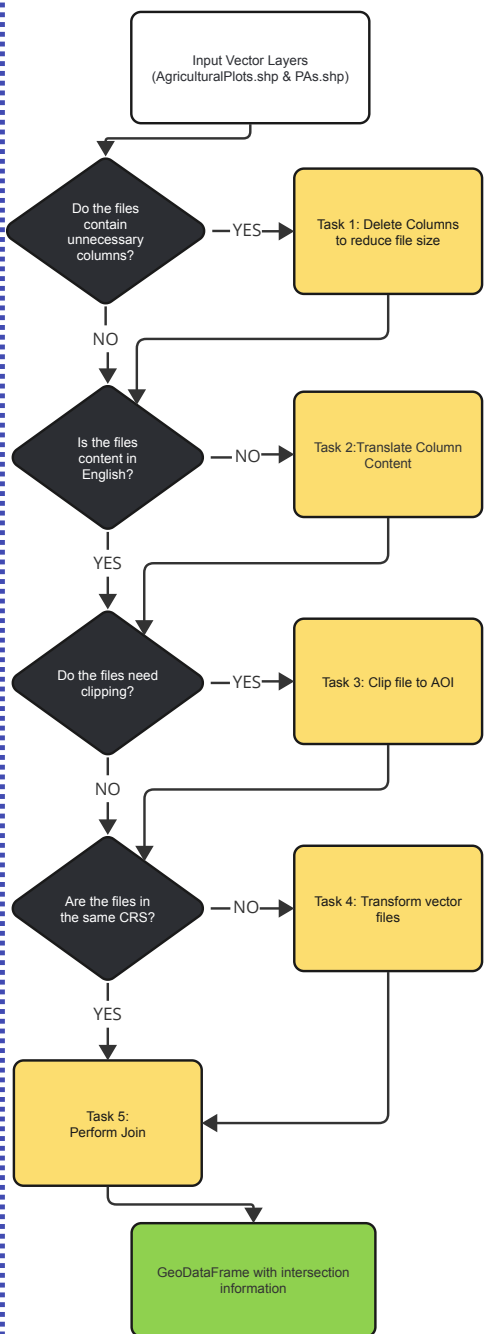 Input Vector Layers
(AgriculturalPlots.shp & PAs.shp)
Do the files
contain
unnecessary
columns?
YES
Task 1: Delete Columns
to reduce file size
NO
Is the files
content in
English?
NO
Task 2:Translate Column
Content
YES
Do the files need
clipping?
YES
Task 3: Clip file to AOI
NO
Are the files in
the same CRS?
NO
Task 4: Transform vector
files
YES
Task 5:
Perform Join
GeoDataFrame with intersection
information